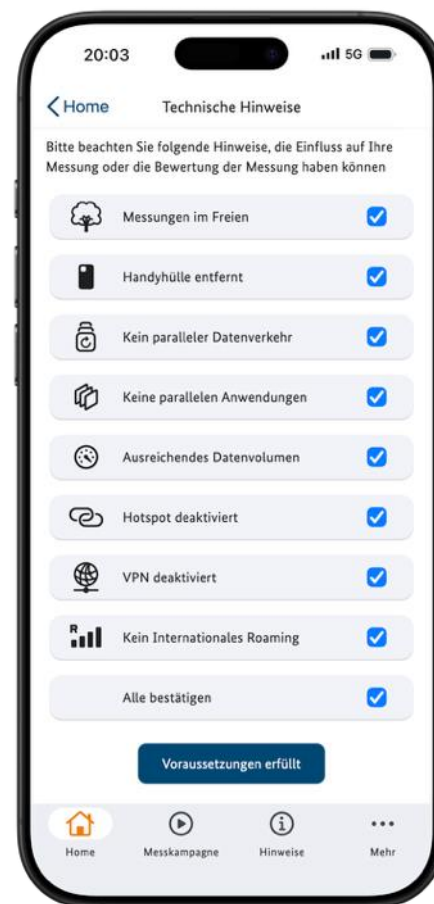 20:03
5G
Home
Technische Hinweise
Bitte beachten Sie folgende Hinweise, die Einfluss auf Ihre
Messung oder die Bewertung der Messung haben können
Messungen im Freien
Handyhülle entfernt
Kein paralleler Datenverkehr
Keine parallelen Anwendungen
Ausreichendes Datenvolumen
Hotspot deaktiviert
VPN deaktiviert
R
Kein Internationales Roaming
Alle bestätigen
Voraussetzungen erfüllt
Home
Messkampagne
Hinweise
Mehr